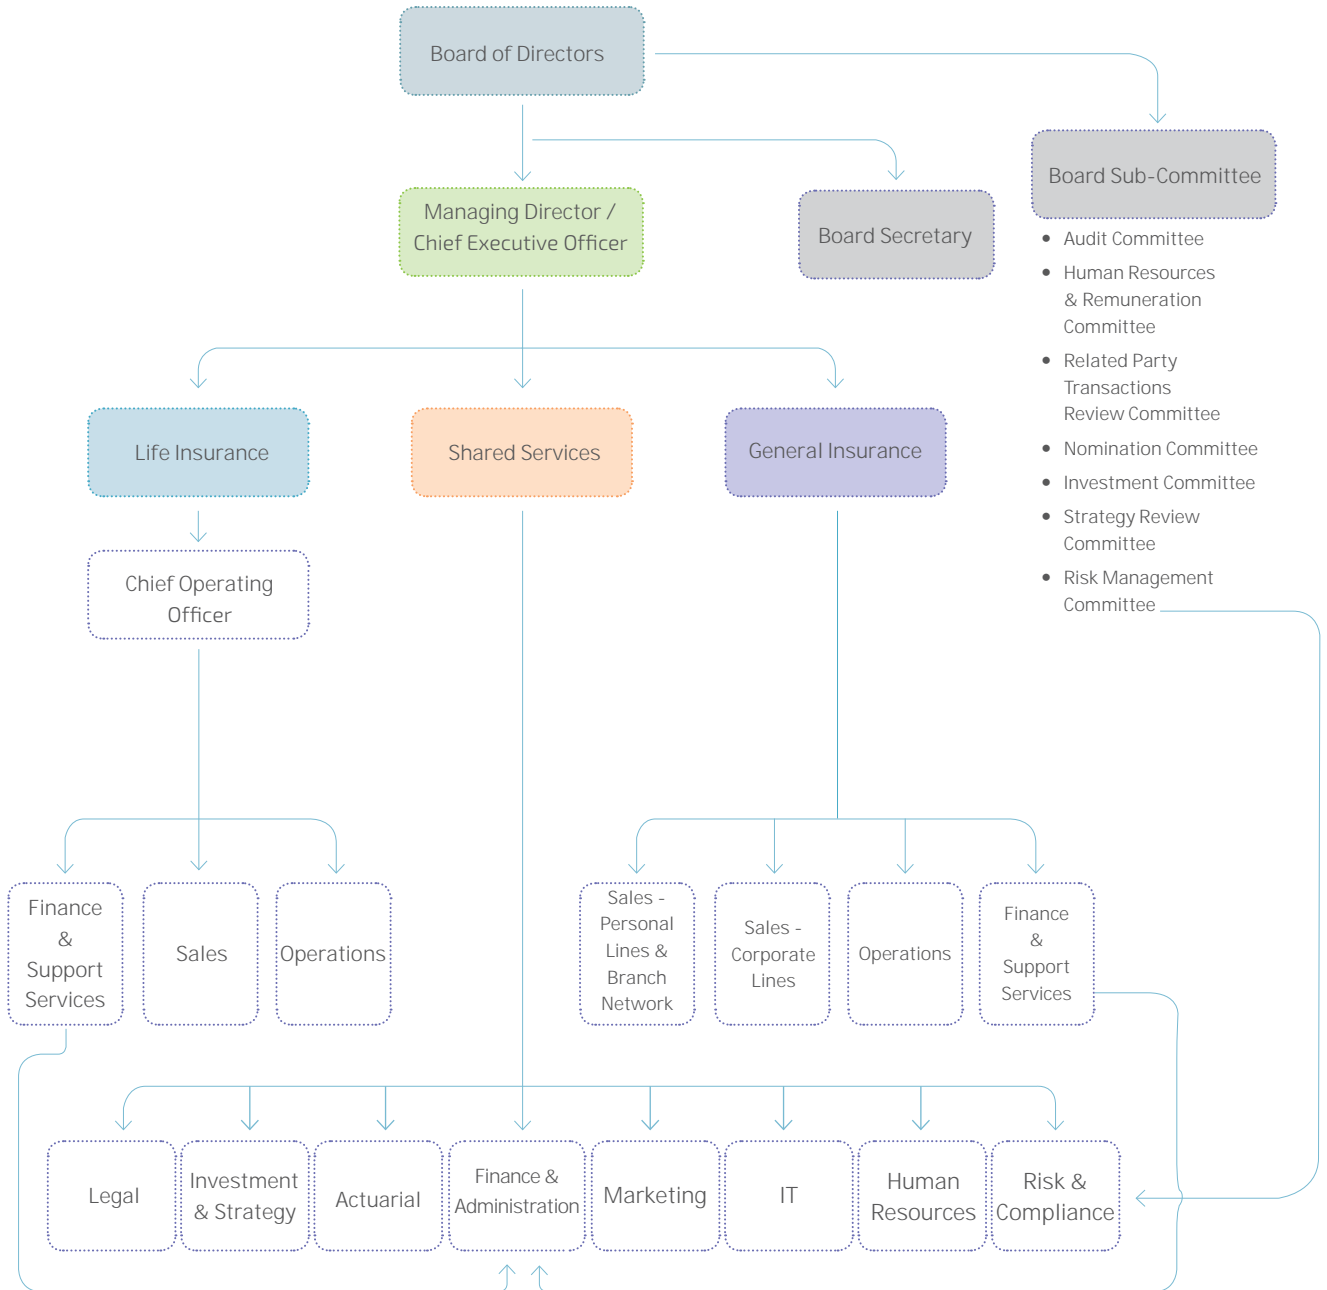 Board of Directors
Board Sub-Committee
Managing Director /
Chief Executive Officer
Board Secretary
• Audit Committee
• Human Resources
& Remuneration
Committee
• Related Party
Transactions
Review Committee
• Nomination Committee
• Investment Committee
• Strategy Review
Committee
• Risk Management
Committee
Life Insurance
Shared Services
General Insurance
Chief Operating
Officer
Finance
&
Support
Services
Sales
Operations
Sales -
Personal
Lines &
Branch
Network
Sales -
Corporate
Lines
Operations
Finance
&
Support
Services
Legal
Investment
& Strategy
Actuarial
Finance &
Administration
Marketing
IT
Human
Resources
Risk &
Compliance